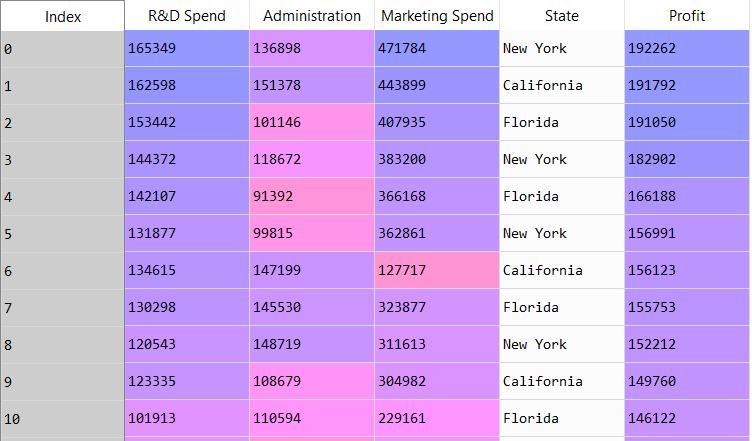 Index R&D Spend Administration Marketing Spend State Profit
0 165349 136898 471784 New York 192262
1 162598 151378 443899 California 191792
2 153442 101146 407935 Florida 191050
3 144372 118672 383200 New York 182902
4 142107 91392 366168 Florida 166188
5 131877 99815 362861 New York 156991
6 134615 147199 127717 California 156123
7 130298 145530 323877 Florida 155753
8 120543 148719 311613 New York 152212
9 123335 108679 304982 California 149760
10 101913 110594 229161 Florida 146122